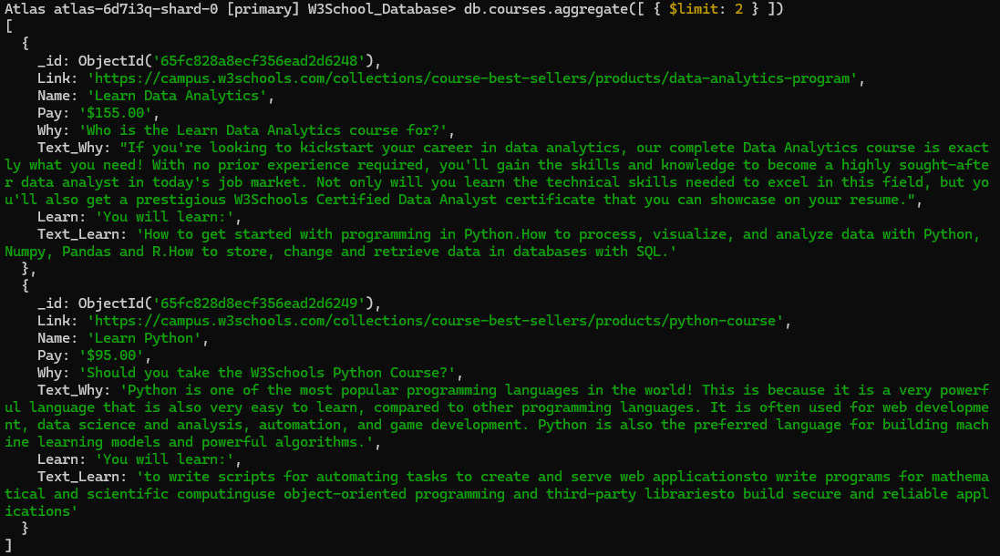 Atlas atlas-6d7i3q-shard-0 [primary] W3School_Database> db.courses.aggregate([ { $limit: 2 } ])
[
  {
    _id: ObjectId('65fc828a8ecf356ead2d6248'),
    Link: 'https://campus.w3schools.com/collections/course-best-sellers/products/data-analytics-program',
    Name: 'Learn Data Analytics',
    Pay: '$155.00',
    Why: 'Who is the Learn Data Analytics course for?',
    Text_Why: "If you're looking to kickstart your career in data analytics, our complete Data Analytics course is exact
ly what you need! With no prior experience required, you'll gain the skills and knowledge to become a highly sought-afte
r data analyst in today's job market. Not only will you learn the technical skills needed to excel in this field, but yo
u'll also get a prestigious W3Schools Certified Data Analyst certificate that you can showcase on your resume.",
    Learn: 'You will learn:',
    Text_Learn: 'How to get started with programming in Python.How to process, visualize, and analyze data with Python,
Numpy, Pandas and R.How to store, change and retrieve data in databases with SQL.'
  },
  {
    _id: ObjectId('65fc828d8ecf356ead2d6249'),
    Link: 'https://campus.w3schools.com/collections/course-best-sellers/products/python-course',
    Name: 'Learn Python',
    Pay: '$95.00',
    Why: 'Should you take the W3Schools Python Course?',
    Text_Why: 'Python is one of the most popular programming languages in the world! This is because it is a very powerf
ul language that is also very easy to learn, compared to other programming languages. It is often used for web developme
nt, data science and analysis, automation, and game development. Python is also the preferred language for building mach
ine learning models and powerful algorithms.',
    Learn: 'You will learn:',
    Text_Learn: 'to write scripts for automating tasks to create and serve web applicationsto write programs for mathema
tical and scientific computinguse object-oriented programming and third-party librariesto build secure and reliable appl
ications'
  }
]